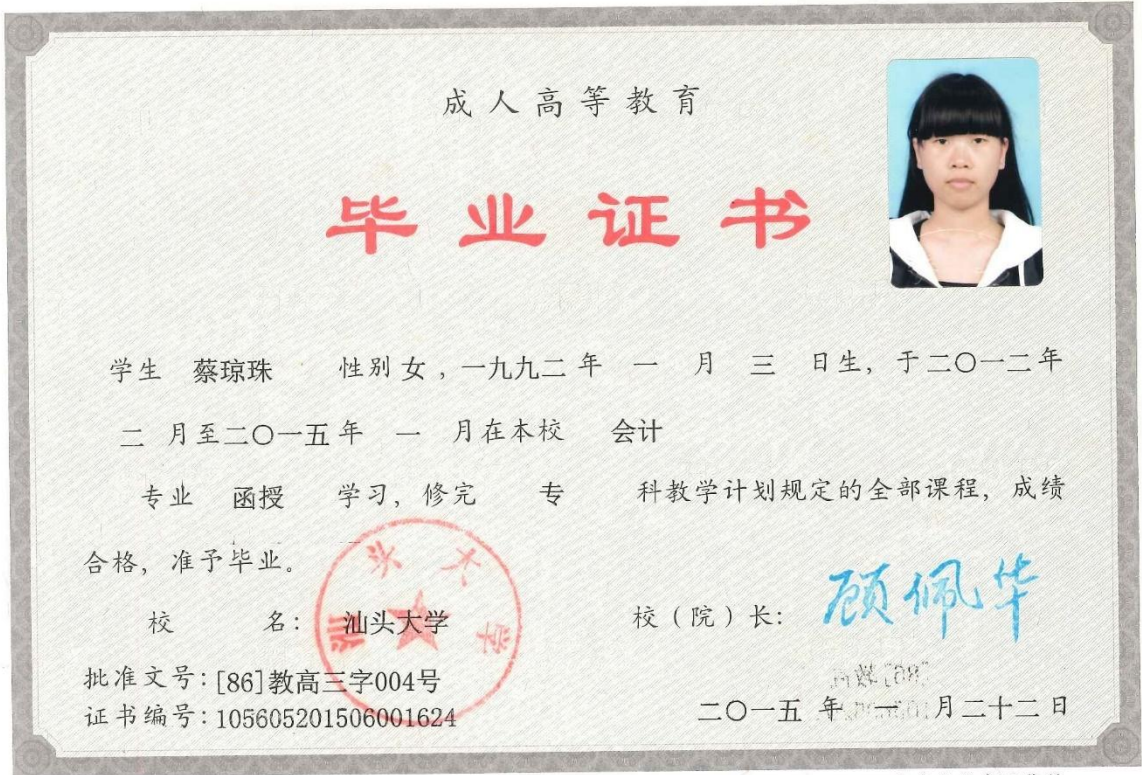 成人高等教育
毕业证书
学生 蔡琼珠 性别 女，一九九二 年 一 月 三 日生，于二〇一二年
二 月至二〇一五 年 一 月在本校 会计
专业 函授 学习，修完 专 科教学计划规定的全部课程，成绩
合格，准予毕业。
校 名： 汕头大学 校（院）长： 顾佩华
汕头大学
批准文号：[86]教高三字004号
证书编号：105605201506001624 二〇一五 年 一 月二十二日